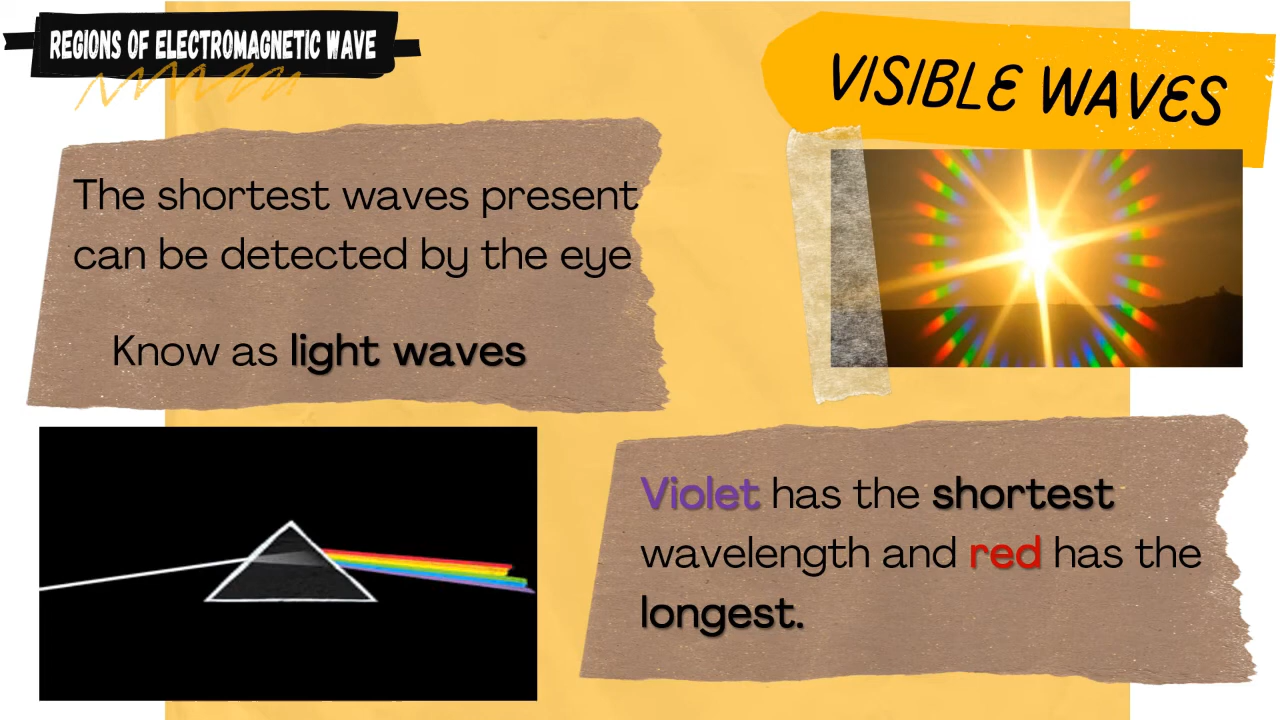 REGIONS OF ELECTROMAGNETIC WAVE
VISIBLE WAVES
The shortest waves present
can be detected by the eye
Know as light waves
Violet has the shortest
wavelength and red has the
longest.